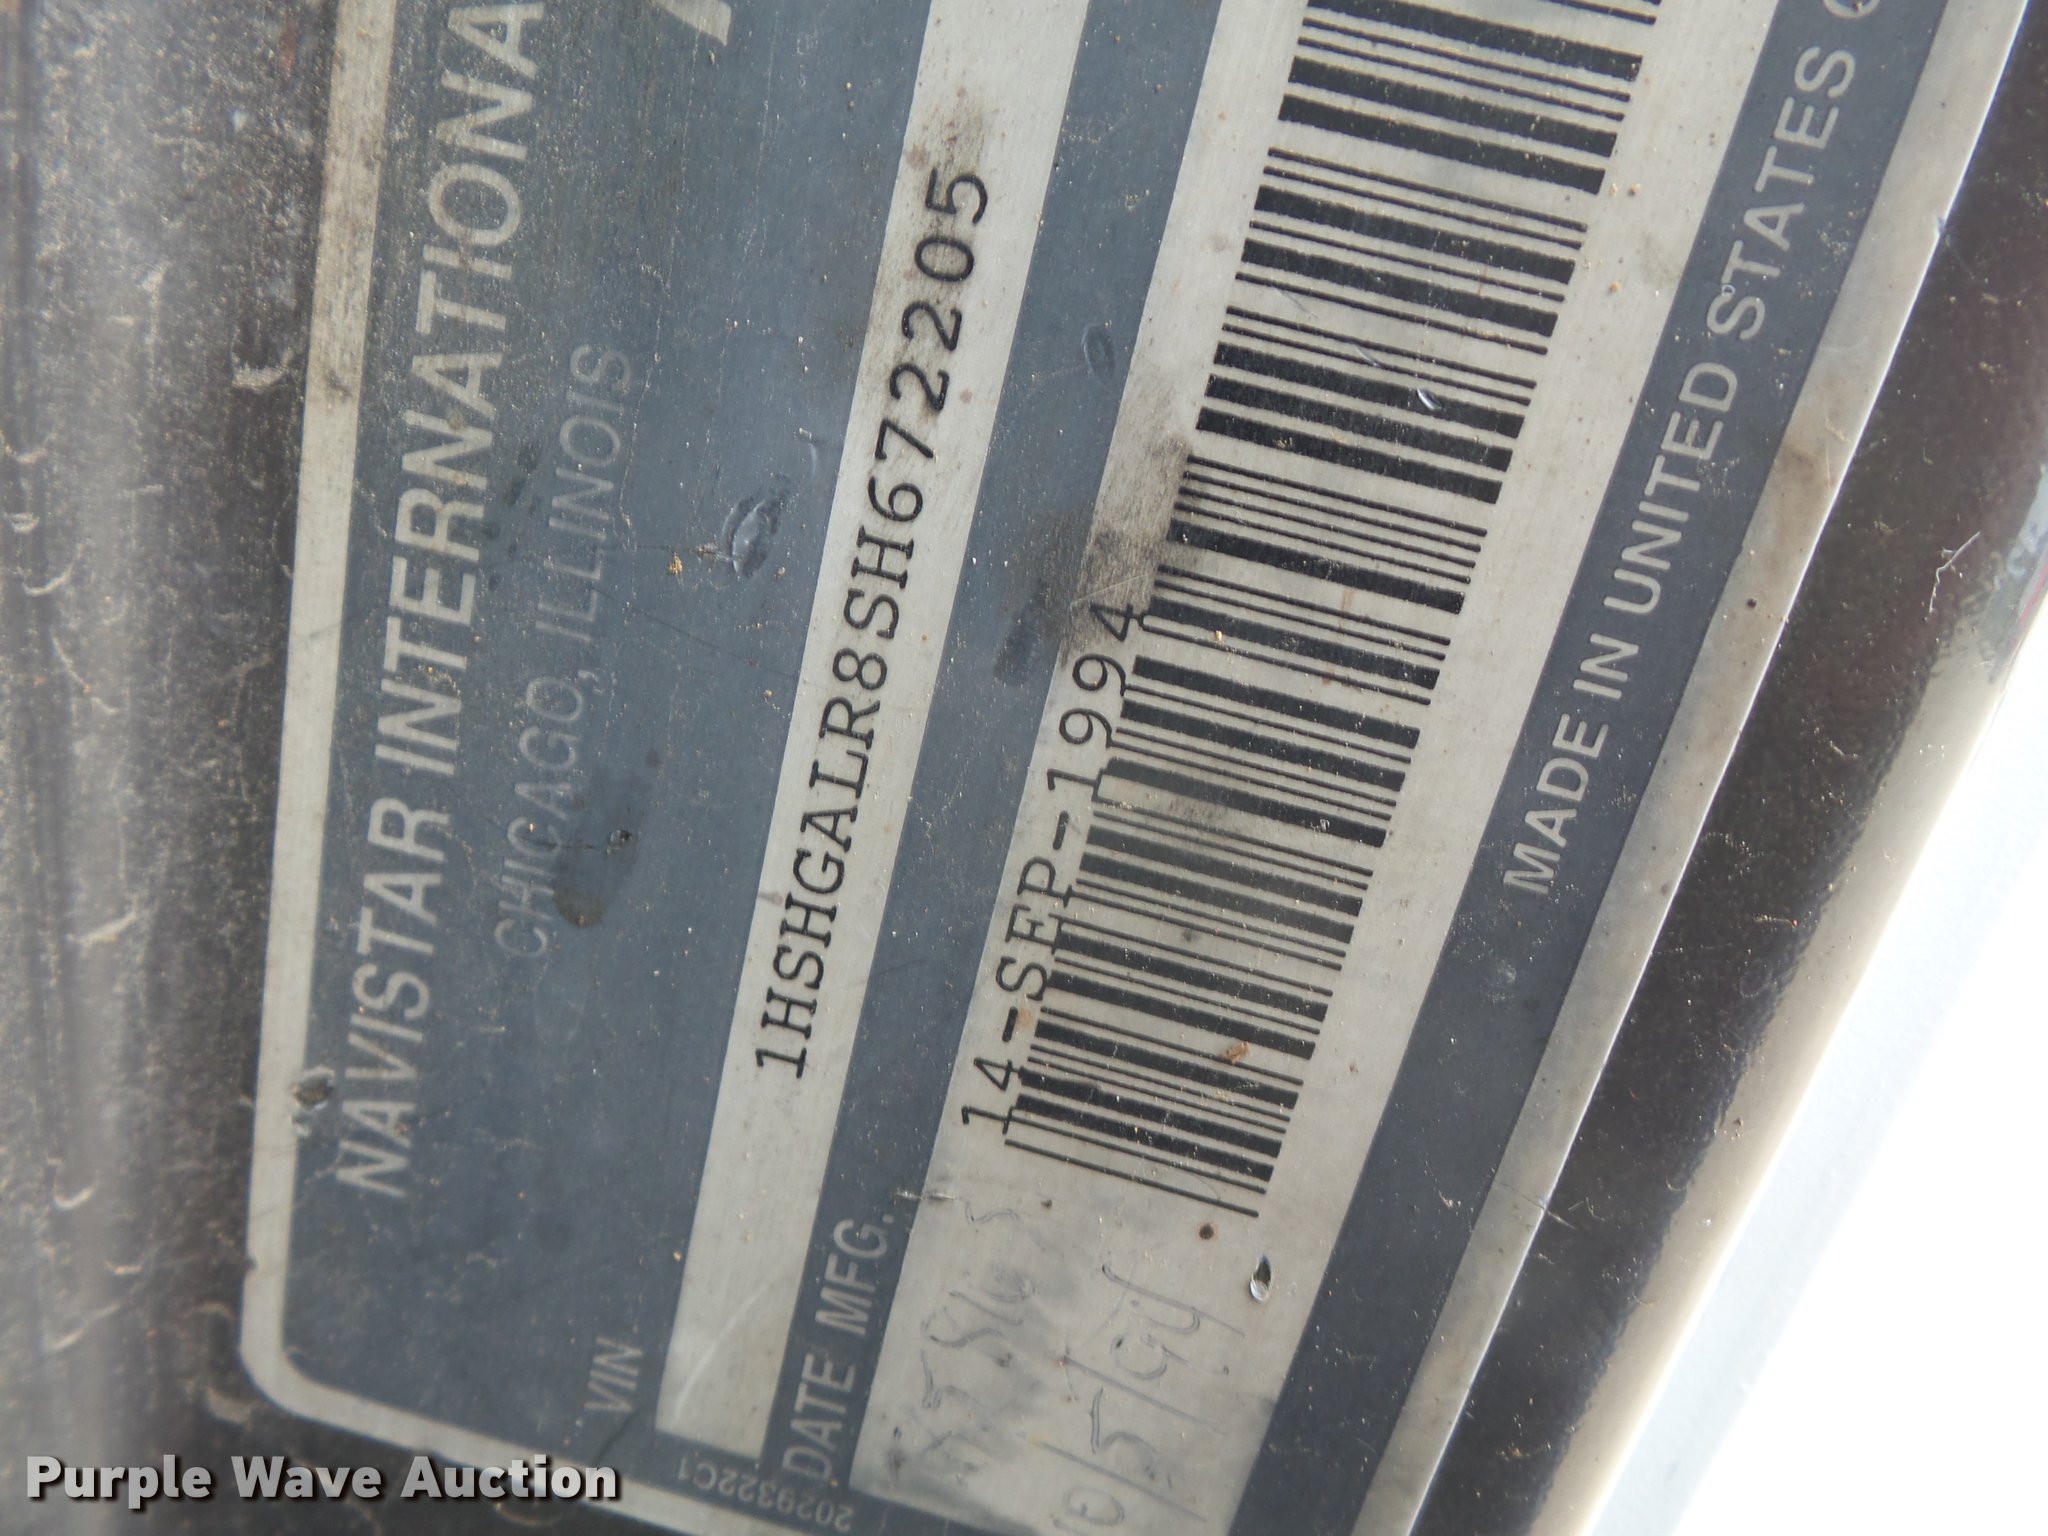 NAVISTAR INTERNATIONA
CHICAGO, ILLINOIS
VIN
1HSHGALR8SH672205
DATE MFG.
14-SEP-1994
MADE IN UNITED STATES O
2029322C1
Purple Wave Auction